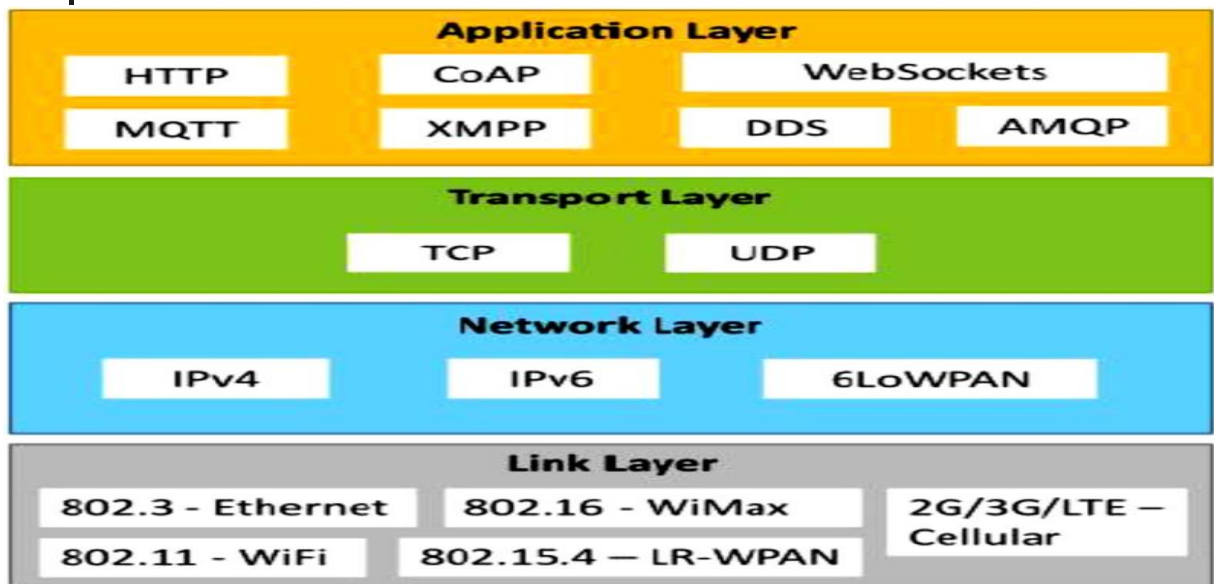 Application Layer
HTTP CoAP WebSockets
MQTT XMPP DDS AMQP
Transport Layer
TCP UDP
Network Layer
IPv4 IPv6 6LoWPAN
Link Layer
802.3 - Ethernet 802.16 - WiMax 2G/3G/LTE –
Cellular
802.11 - WiFi 802.15.4 – LR-WPAN